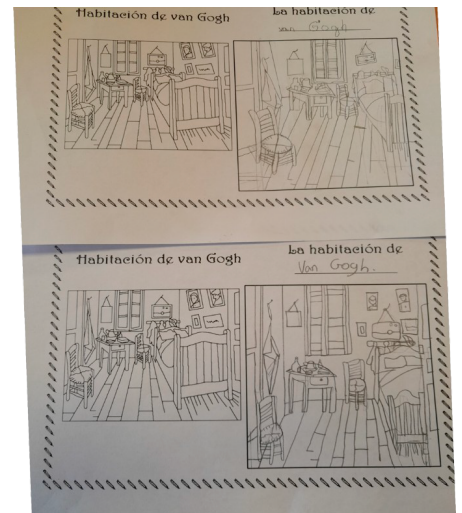 Habitación de van Gogh
La habitación de
van Gogh
Habitación de van Gogh
La habitación de
Van Gogh.